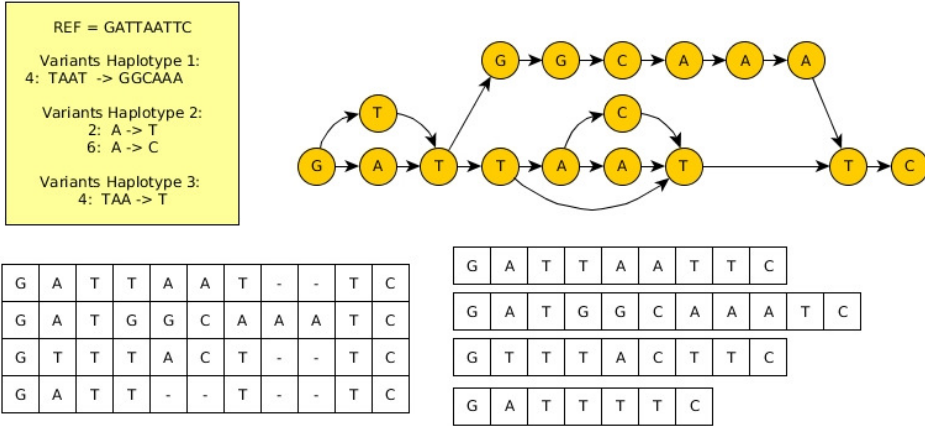 REF = GATTAATTC
Variants Haplotype 1:
4: TAAT -> GGCAAA
Variants Haplotype 2:
2: A -> T
6: A -> C
Variants Haplotype 3:
4: TAA -> T
G G C A A A
T C
G A T T A A T T C
G A T T A A T - - T C
G A T G G C A A A T C
G T T T A C T - - T C
G A T T - - T - - T C
G A T T A A T T C
G A T G G C A A A T C
G T T T A C T T C
G A T T T T C